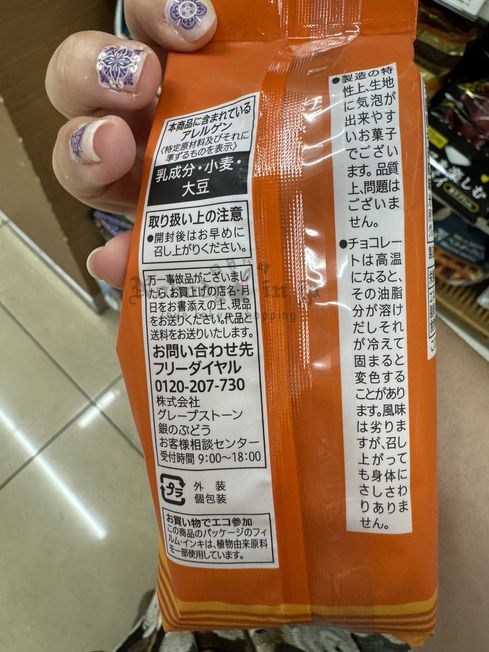 本商品に含まれている
アレルゲン
(特定原材料及びそれに
準ずるものを表示)
乳成分・小麦・
大豆
取り扱い上の注意
●開封後はお早めに
召し上がりください。
万一事故品がございまし
たら、お買上げの店名・月
日をお書添えの上、現品
をお送りください。代品と
送料をお送りいたします。
お問い合わせ先
フリーダイヤル
0120-207-730
株式会社
グレープストーン
銀のぶどう
お客様相談センター
受付時間 9:00〜18:00
プラ
外装
個包装
お買い物でエコ参加
この商品のパッケージのフィ
ルム・インキは、植物由来原料
を一部使用しています。
●製造の特
性上、生地
に気泡が
出来やす
いお菓子
でござい
ます。品質
上、問題は
ございま
せん。
●チョコレー
トは高温
になると、
その油脂
分が溶け
だしそれ
が冷えて
固まると
変色する
ことがあり
ます。風味
は劣りま
すが、召し
上がって
も身体に
さしさわ
りありま
せん。